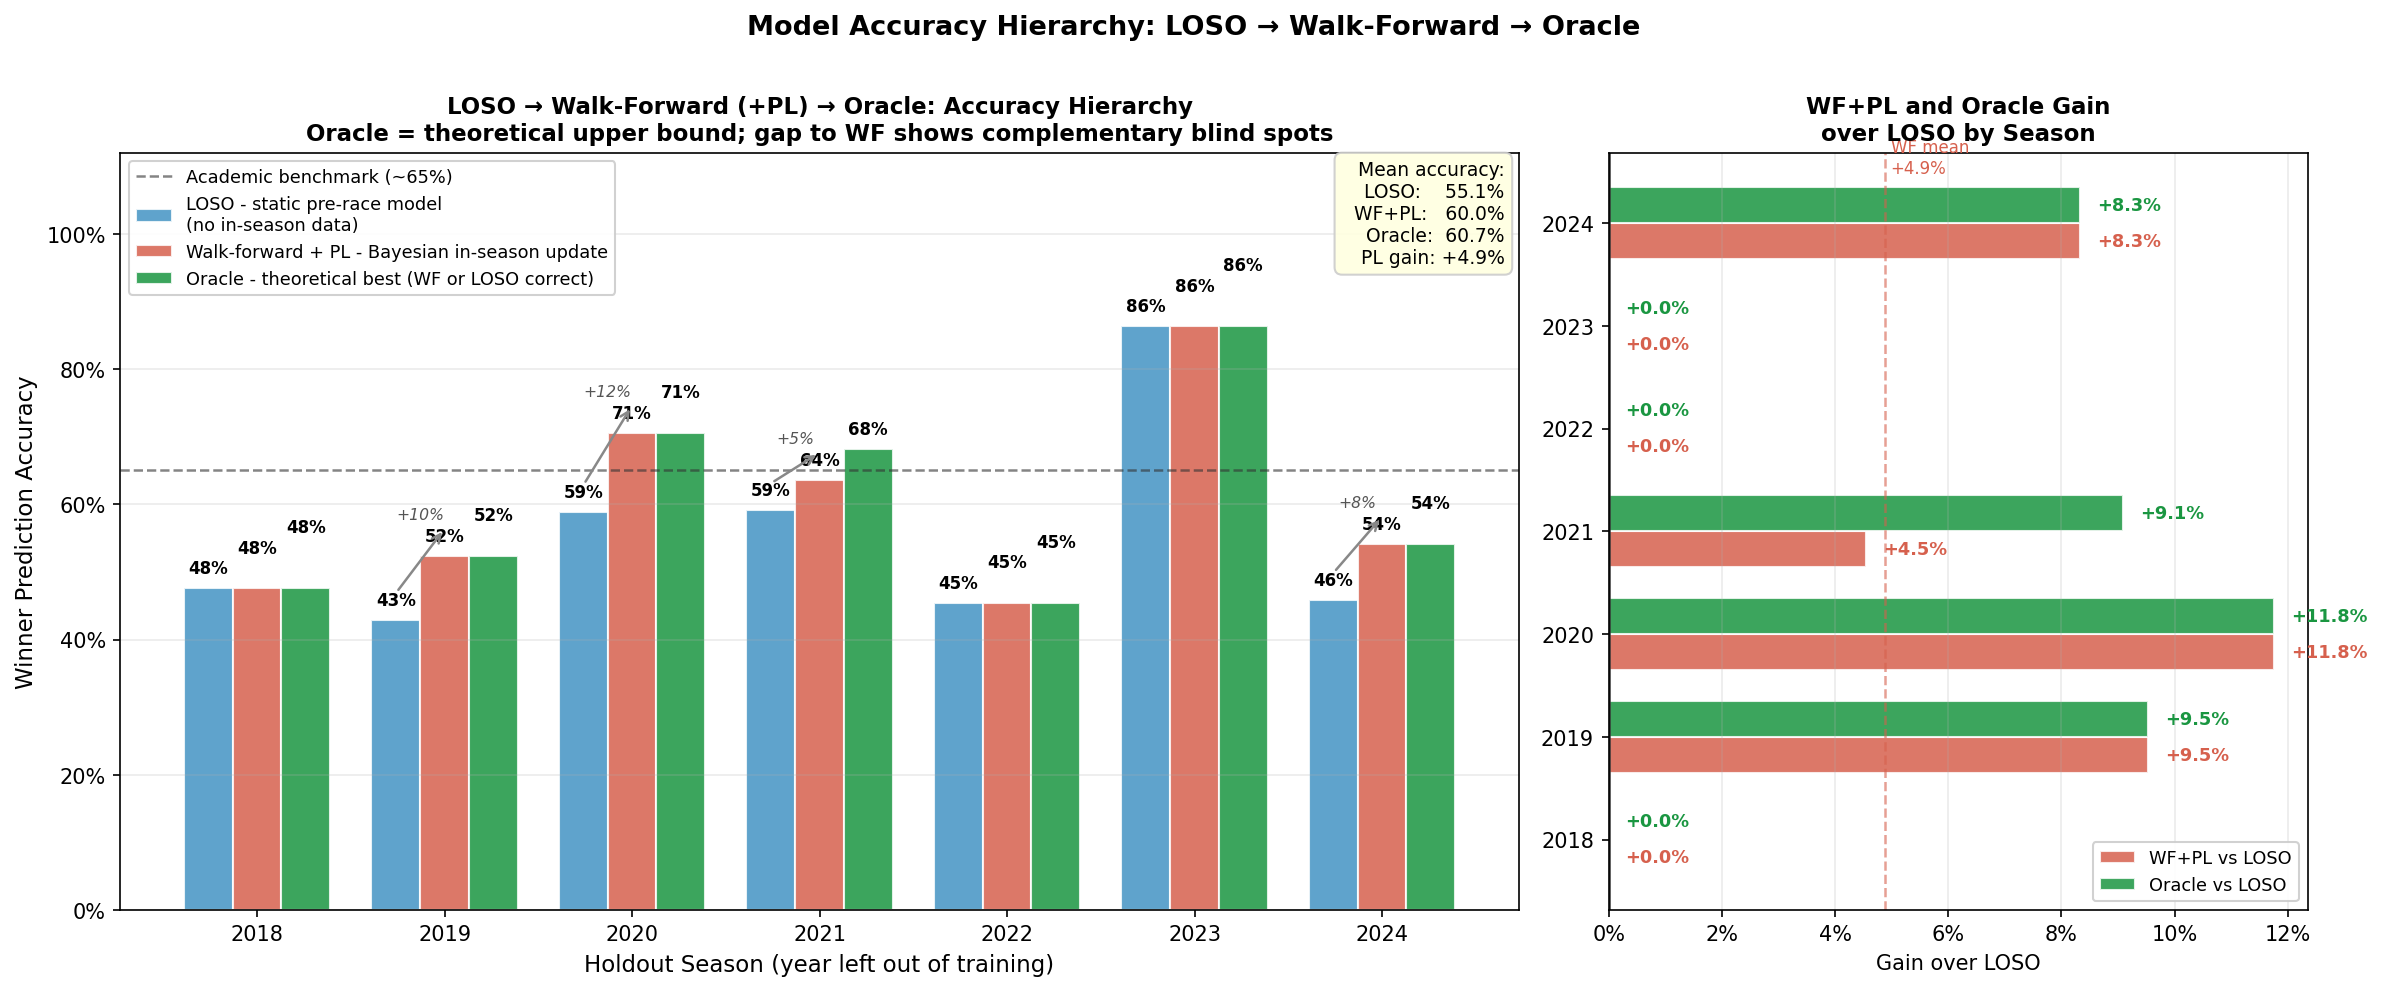 Model Accuracy Hierarchy: LOSO → Walk-Forward → Oracle
LOSO → Walk-Forward (+PL) → Oracle: Accuracy Hierarchy
Oracle = theoretical upper bound; gap to WF shows complementary blind spots
Winner Prediction Accuracy
100%
80%
60%
40%
20%
0%
Academic benchmark (~65%)
LOSO - static pre-race model
(no in-season data)
Walk-forward + PL - Bayesian in-season update
Oracle - theoretical best (WF or LOSO correct)
Mean accuracy:
LOSO: 55.1%
WF+PL: 60.0%
Oracle: 60.7%
PL gain: +4.9%
48%
48%
48%
43%
+10%
52%
52%
59%
+12%
71%
71%
59%
+5%
64%
68%
45%
45%
45%
86%
86%
86%
46%
+8%
54%
54%
2018 2019 2020 2021 2022 2023 2024
Holdout Season (year left out of training)
WF+PL and Oracle Gain
over LOSO by Season
WF mean
+4.9%
2024
+8.3%
+8.3%
2023
+0.0%
+0.0%
2022
+0.0%
+0.0%
2021
+9.1%
+4.5%
2020
+11.8%
+11.8%
2019
+9.5%
+9.5%
2018
+0.0%
+0.0%
WF+PL vs LOSO
Oracle vs LOSO
0% 2% 4% 6% 8% 10% 12%
Gain over LOSO